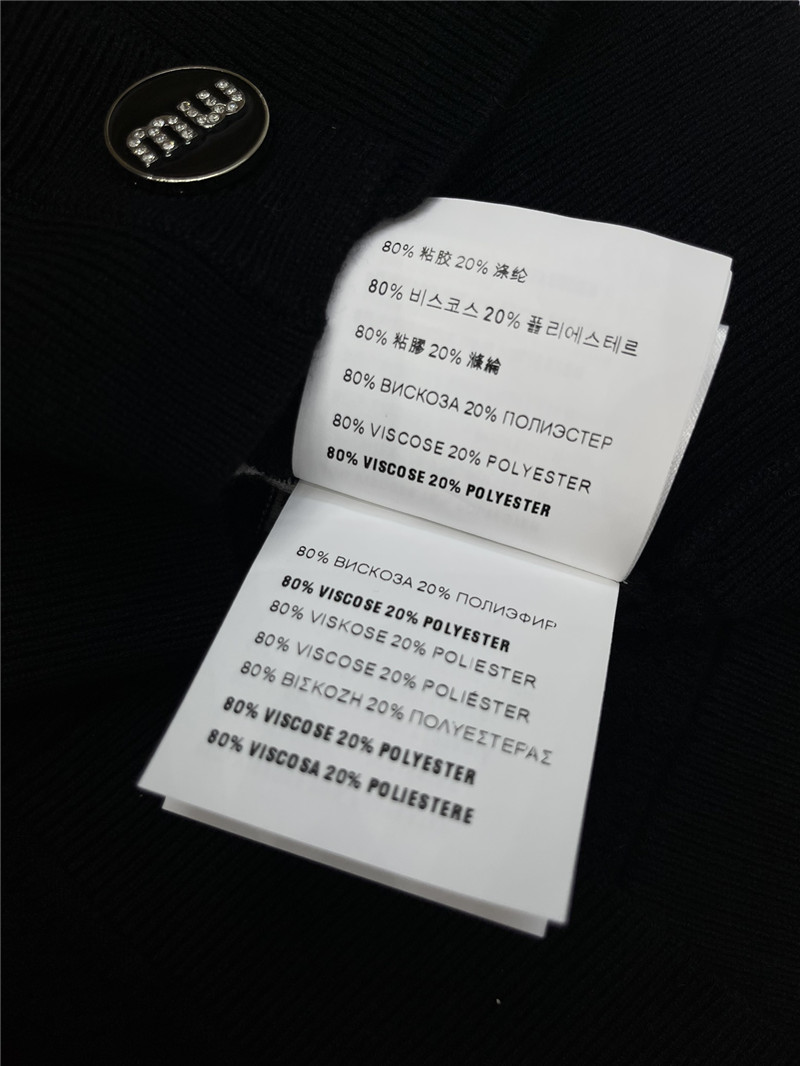 miu
80% 粘胶 20% 涤纶
80% 비스코스 20% 폴리에스테르
80% 粘膠 20% 滌綸
80% ВИСКОЗА 20% ПОЛИЭСТЕР
80% VISCOSE 20% POLYESTER
80% VISCOSE 20% POLYESTER
80% ВИСКОЗА 20% ПОЛИЭФИР
80% VISCOSE 20% POLYESTER
80% VISKOSE 20% POLIESTER
80% VISCOSE 20% POLIÉSTER
80% ΒΙΣΚΟΖΗ 20% ΠΟΛΥΕΣΤΕΡΑΣ
80% VISCOSE 20% POLYESTER
80% VISCOSA 20% POLIESTERE